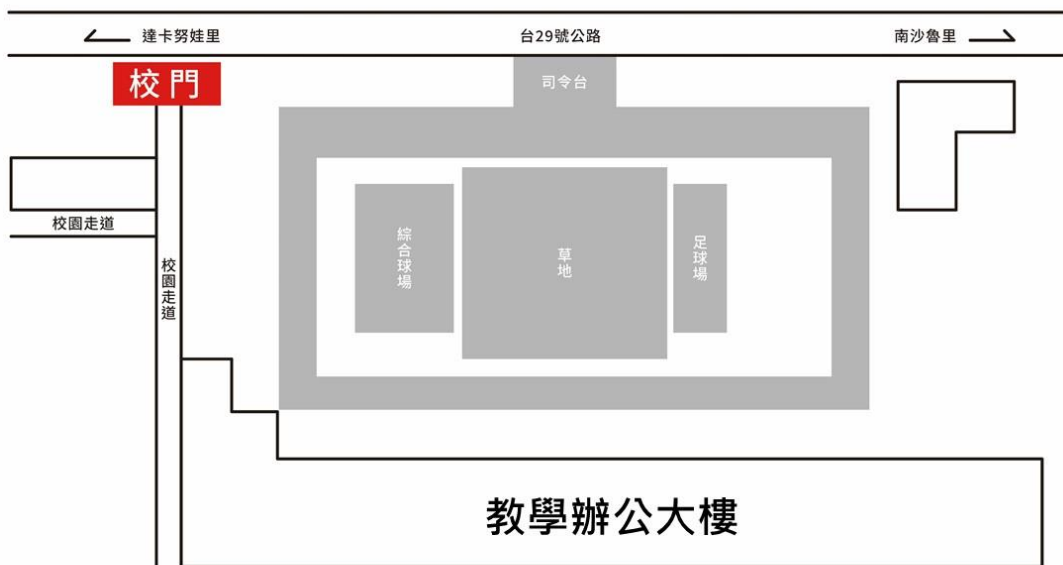 達卡努娃里
台29號公路
南沙魯里
校門
司令台
校園走道
校園走道
綜合球場
草地
足球場
教學辦公大樓